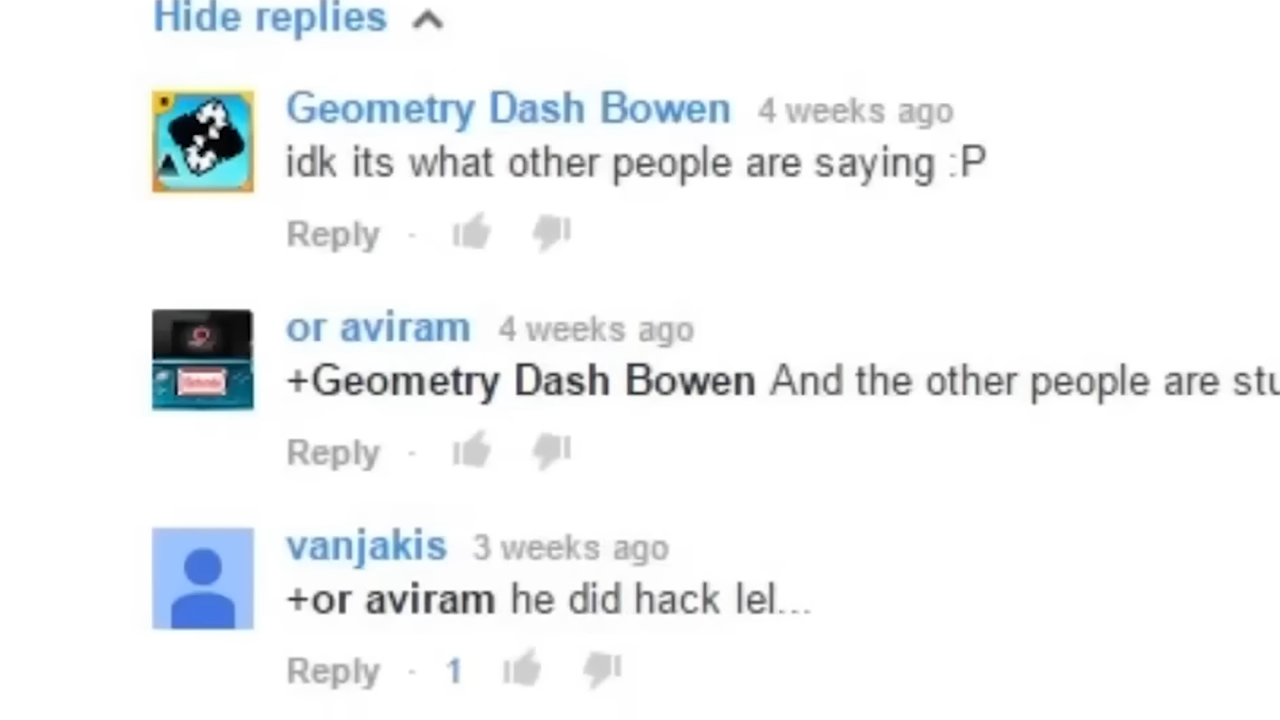 Hide replies
Geometry Dash Bowen 4 weeks ago
idk its what other people are saying :P
Reply ·
or aviram 4 weeks ago
+Geometry Dash Bowen And the other people are
Reply ·
vanjakis 3 weeks ago
+or aviram he did hack lel...
Reply · 1